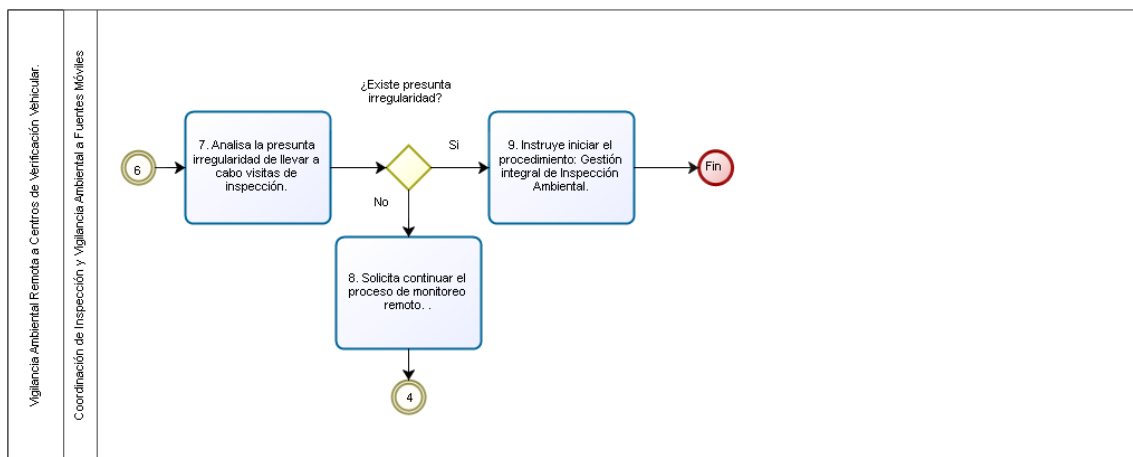 Vigilancia Ambiental Remota a Centros de Verificación Vehicular.
Coordinación de Inspección y Vigilancia Ambiental a Fuentes Móviles
6
7. Analisa la presunta
irregularidad de llevar a
cabo visitas de
inspección.
¿Existe presunta
irregularidad?
Si
9. Instruye iniciar el
procedimiento: Gestión
integral de Inspección
Ambiental.
Fin
No
8. Solicita continuar el
proceso de monitoreo
remoto. .
4